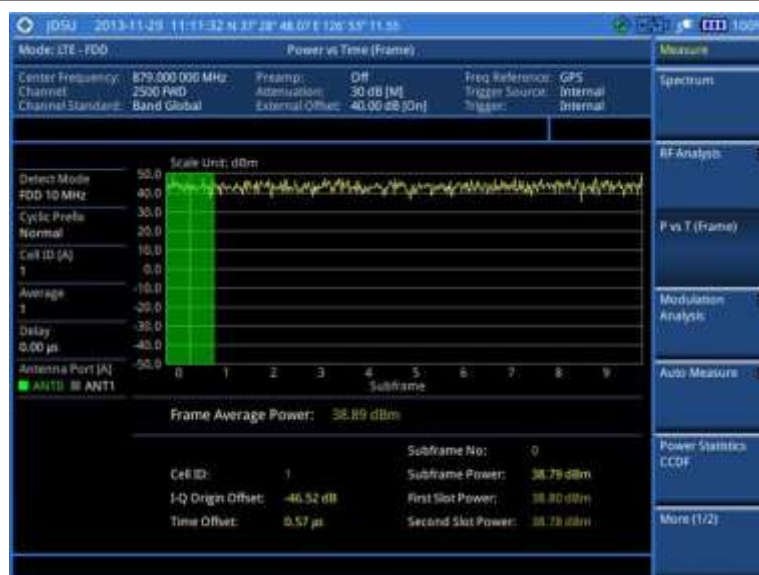 JDSU 2013-11-29 11:11:32 N 37° 28' 48.07 E 126° 53' 11.55 100%
Mode: LTE - FDD Power vs Time (Frame) Measure
Center Frequency: 879.000 000 MHz Preamp: Off Freq Reference: GPS
Channel: 2500 FWD Attenuation: 30 dB [M] Trigger Source: Internal
Channel Standard: Band Global External Offset: 40.00 dB [On] Trigger: Internal
Spectrum
RF Analysis
P vs T (Frame)
Modulation Analysis
Auto Measure
Power Statistics CCDF
More (1/2)
Detect Mode
FDD 10 MHz
Cyclic Prefix
Normal
Cell ID [A]
1
Average
1
Delay
0.00 µs
Antenna Port [A]
ANT0 ANT1
Scale Unit: dBm
50.0
40.0
30.0
20.0
10.0
0.0
-10.0
-20.0
-30.0
-40.0
-50.0
0 1 2 3 4 5 6 7 8 9
Subframe
Frame Average Power: 38.89 dBm
Subframe No: 0
Cell ID: 1 Subframe Power: 38.79 dBm
I-Q Origin Offset: -46.52 dB First Slot Power: 38.80 dBm
Time Offset: 0.57 µs Second Slot Power: 38.78 dBm